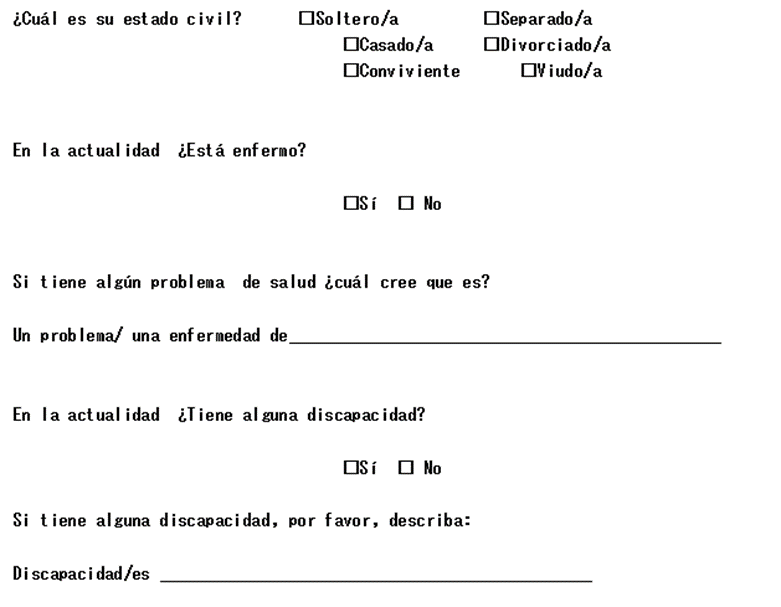 ¿Cuál es su estado civil? □Soltero/a □Separado/a
□Casado/a □Divorciado/a
□Conviviente □Viudo/a
En la actualidad ¿Está enfermo?
□Sí □ No
Si tiene algún problema de salud ¿cuál cree que es?
Un problema/ una enfermedad de________________________________________________
En la actualidad ¿Tiene alguna discapacidad?
□Sí □ No
Si tiene alguna discapacidad, por favor, describa:
Discapacidad/es ________________________________________________